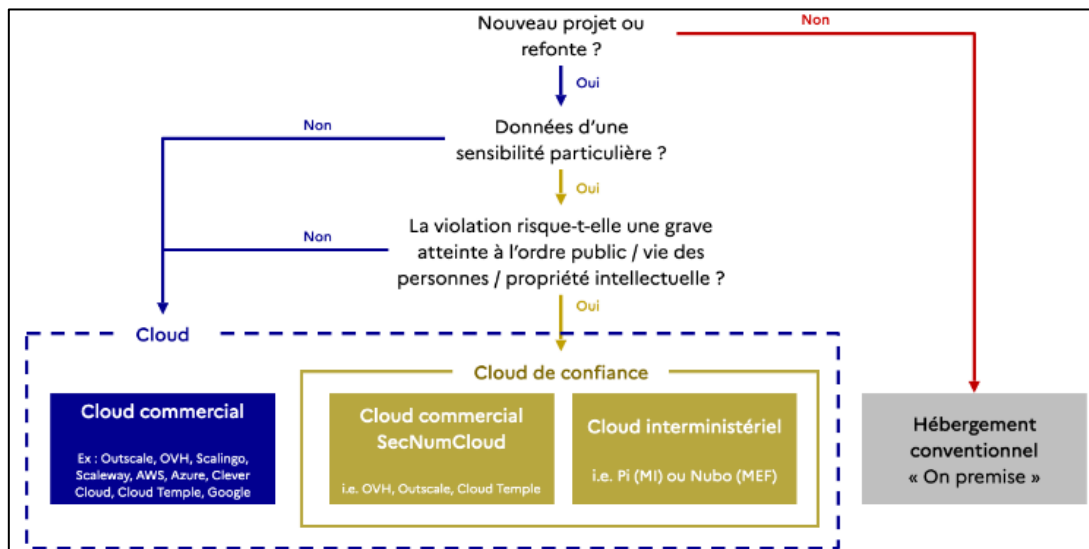 Nouveau projet ou
refonte ?
Non
Oui
Non
Données d'une
sensibilité particulière ?
Oui
La violation risque-t-elle une grave
atteinte à l'ordre public / vie des
personnes / propriété intellectuelle ?
Non
Oui
Cloud
Cloud de confiance
Cloud commercial
Ex : Outscale, OVH, Scalingo,
Scaleway, AWS, Azure, Clever
Cloud, Cloud Temple, Google
Cloud commercial
SecNumCloud
i.e. OVH, Outscale, Cloud Temple
Cloud interministériel
i.e. Pi (MI) ou Nubo (MEF)
Hébergement
conventionnel
« On premise »